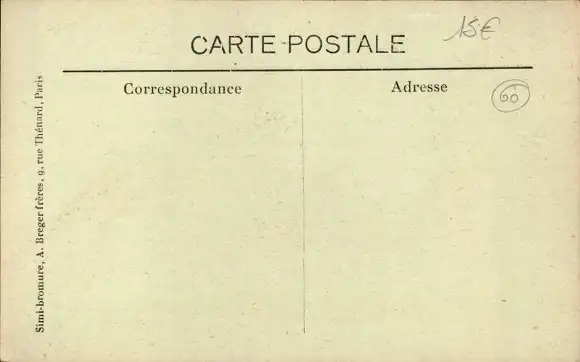 15€
CARTE POSTALE
Correspondance
Adresse
60
Simi-bromure, A. Breger frères, 9, rue Thénard, Paris